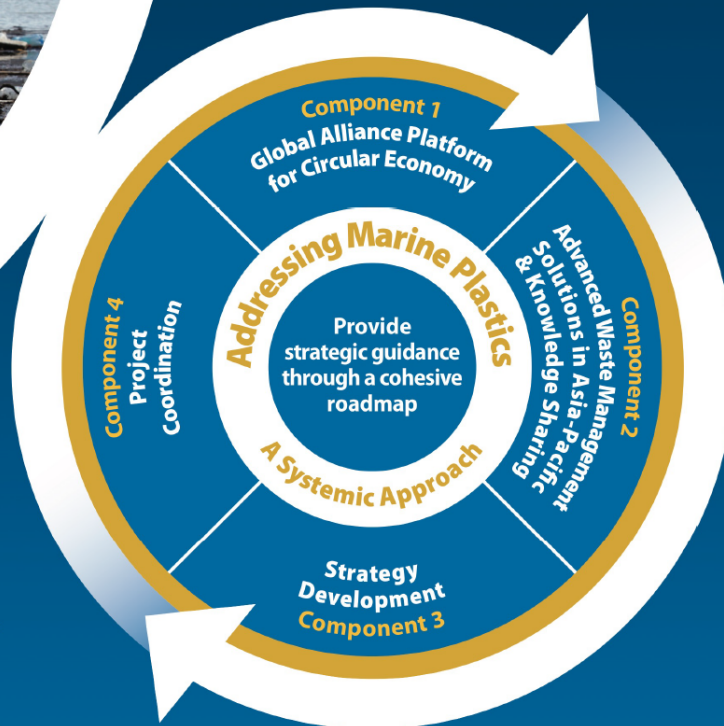 Component 1
Global Alliance Platform
for Circular Economy
Component 2
Advanced Waste Management
Solutions in Asia-Pacific
& Knowledge Sharing
Strategy
Development
Component 3
Component 4
Project
Coordination
Addressing Marine Plastics
A Systemic Approach
Provide
strategic guidance
through a cohesive
roadmap